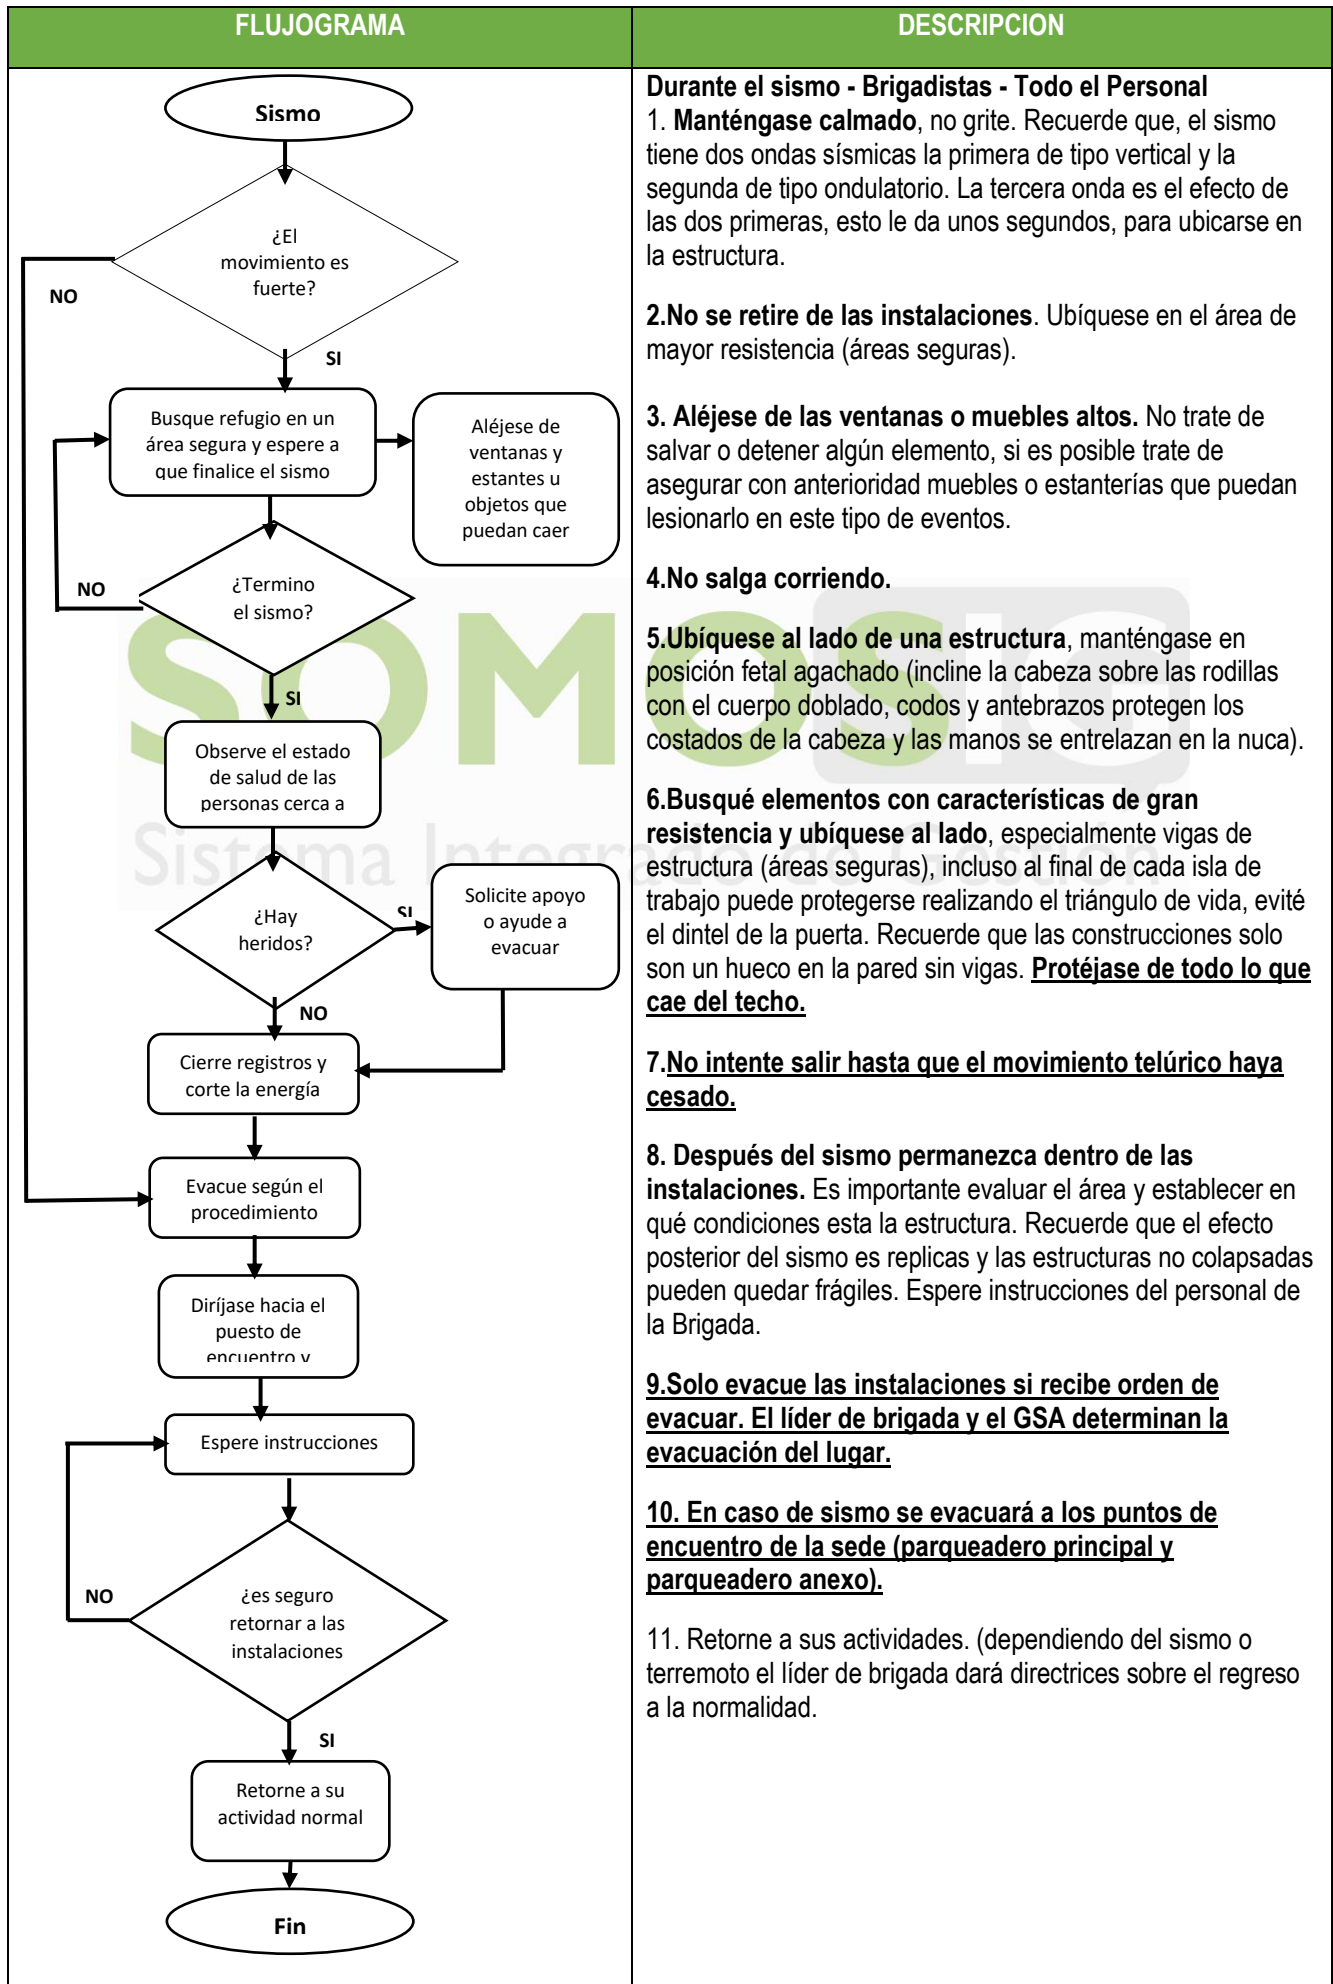 FLUJOGRAMA
DESCRIPCION
Sismo
¿El
movimiento es
fuerte?
NO
SI
Busque refugio en un
área segura y espere a
que finalice el sismo
Aléjese de
ventanas y
estantes u
objetos que
puedan caer
¿Termino
el sismo?
NO
SI
Observe el estado
de salud de las
personas cerca a
¿Hay
heridos?
SI
Solicite apoyo
o ayude a
evacuar
NO
Cierre registros y
corte la energía
Evacue según el
procedimiento
Diríjase hacia el
puesto de
encuentro y
Espere instrucciones
¿es seguro
retornar a las
instalaciones
NO
SI
Retorne a su
actividad normal
Fin
Durante el sismo - Brigadistas - Todo el Personal
1. Manténgase calmado, no grite. Recuerde que, el sismo
tiene dos ondas sísmicas la primera de tipo vertical y la
segunda de tipo ondulatorio. La tercera onda es el efecto de
las dos primeras, esto le da unos segundos, para ubicarse en
la estructura.
2.No se retire de las instalaciones. Ubíquese en el área de
mayor resistencia (áreas seguras).
3. Aléjese de las ventanas o muebles altos. No trate de
salvar o detener algún elemento, si es posible trate de
asegurar con anterioridad muebles o estanterías que puedan
lesionarlo en este tipo de eventos.
4.No salga corriendo.
5.Ubíquese al lado de una estructura, manténgase en
posición fetal agachado (incline la cabeza sobre las rodillas
con el cuerpo doblado, codos y antebrazos protegen los
costados de la cabeza y las manos se entrelazan en la nuca).
6.Busqué elementos con características de gran
resistencia y ubíquese al lado, especialmente vigas de
estructura (áreas seguras), incluso al final de cada isla de
trabajo puede protegerse realizando el triángulo de vida, evité
el dintel de la puerta. Recuerde que las construcciones solo
son un hueco en la pared sin vigas. Protéjase de todo lo que
cae del techo.
7.No intente salir hasta que el movimiento telúrico haya
cesado.
8. Después del sismo permanezca dentro de las
instalaciones. Es importante evaluar el área y establecer en
qué condiciones esta la estructura. Recuerde que el efecto
posterior del sismo es replicas y las estructuras no colapsadas
pueden quedar frágiles. Espere instrucciones del personal de
la Brigada.
9.Solo evacue las instalaciones si recibe orden de
evacuar. El líder de brigada y el GSA determinan la
evacuación del lugar.
10. En caso de sismo se evacuará a los puntos de
encuentro de la sede (parqueadero principal y
parqueadero anexo).
11. Retorne a sus actividades. (dependiendo del sismo o
terremoto el líder de brigada dará directrices sobre el regreso
a la normalidad.
SOMOSIG
Sistema Integrado de Gestión